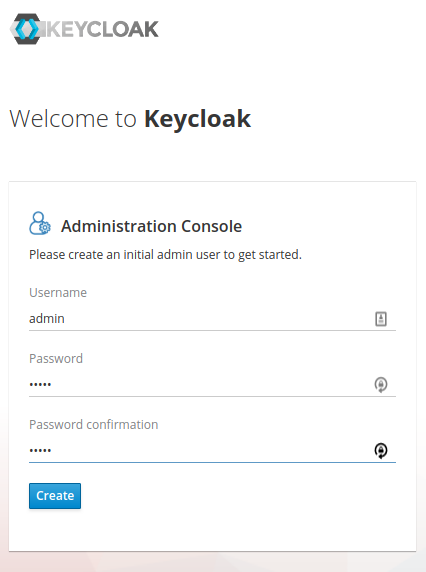 KEYCLOAK
Welcome to Keycloak
Administration Console
Please create an initial admin user to get started.
Username
admin
Password
•••••
Password confirmation
•••••
Create